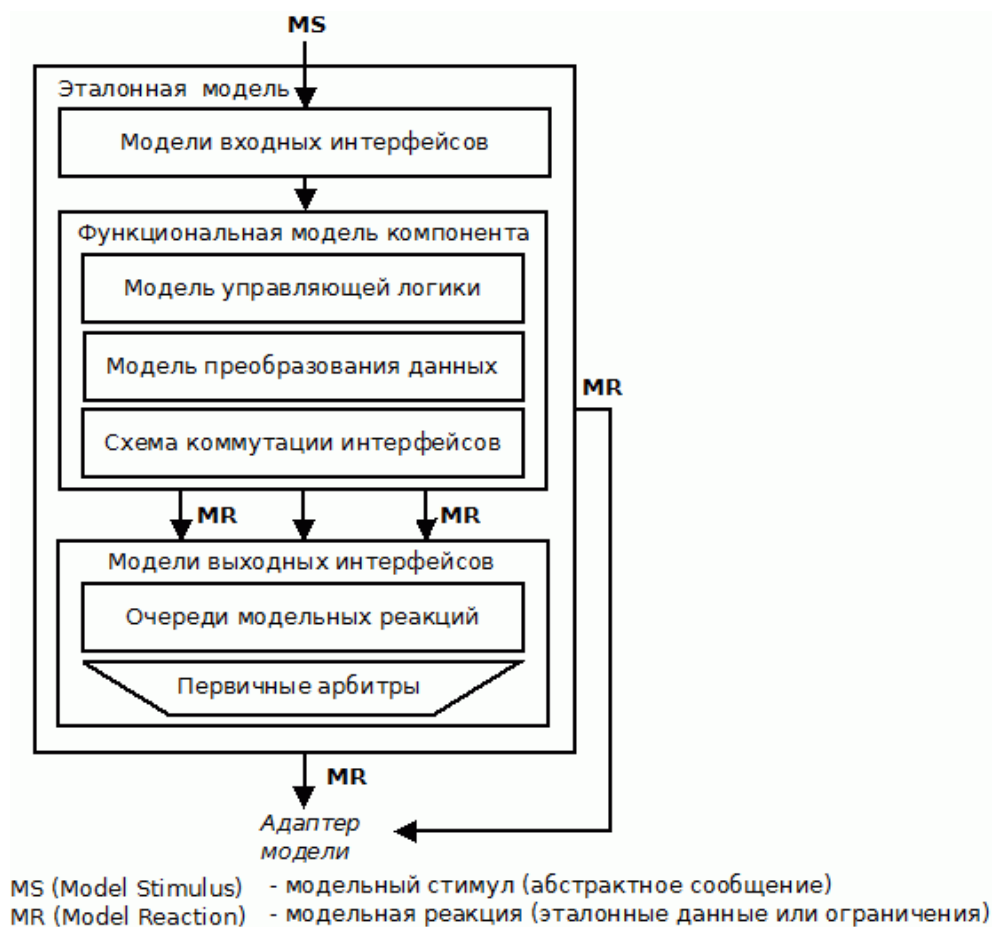 MS
Эталонная модель
Модели входных интерфейсов
Функциональная модель компонента
Модель управляющей логики
Модель преобразования данных
MR
Схема коммутации интерфейсов
MR
MR
Модели выходных интерфейсов
Очереди модельных реакций
Первичные арбитры
MR
Адаптер
модели
MS (Model Stimulus) - модельный стимул (абстрактное сообщение)
MR (Model Reaction) - модельная реакция (эталонные данные или ограничения)